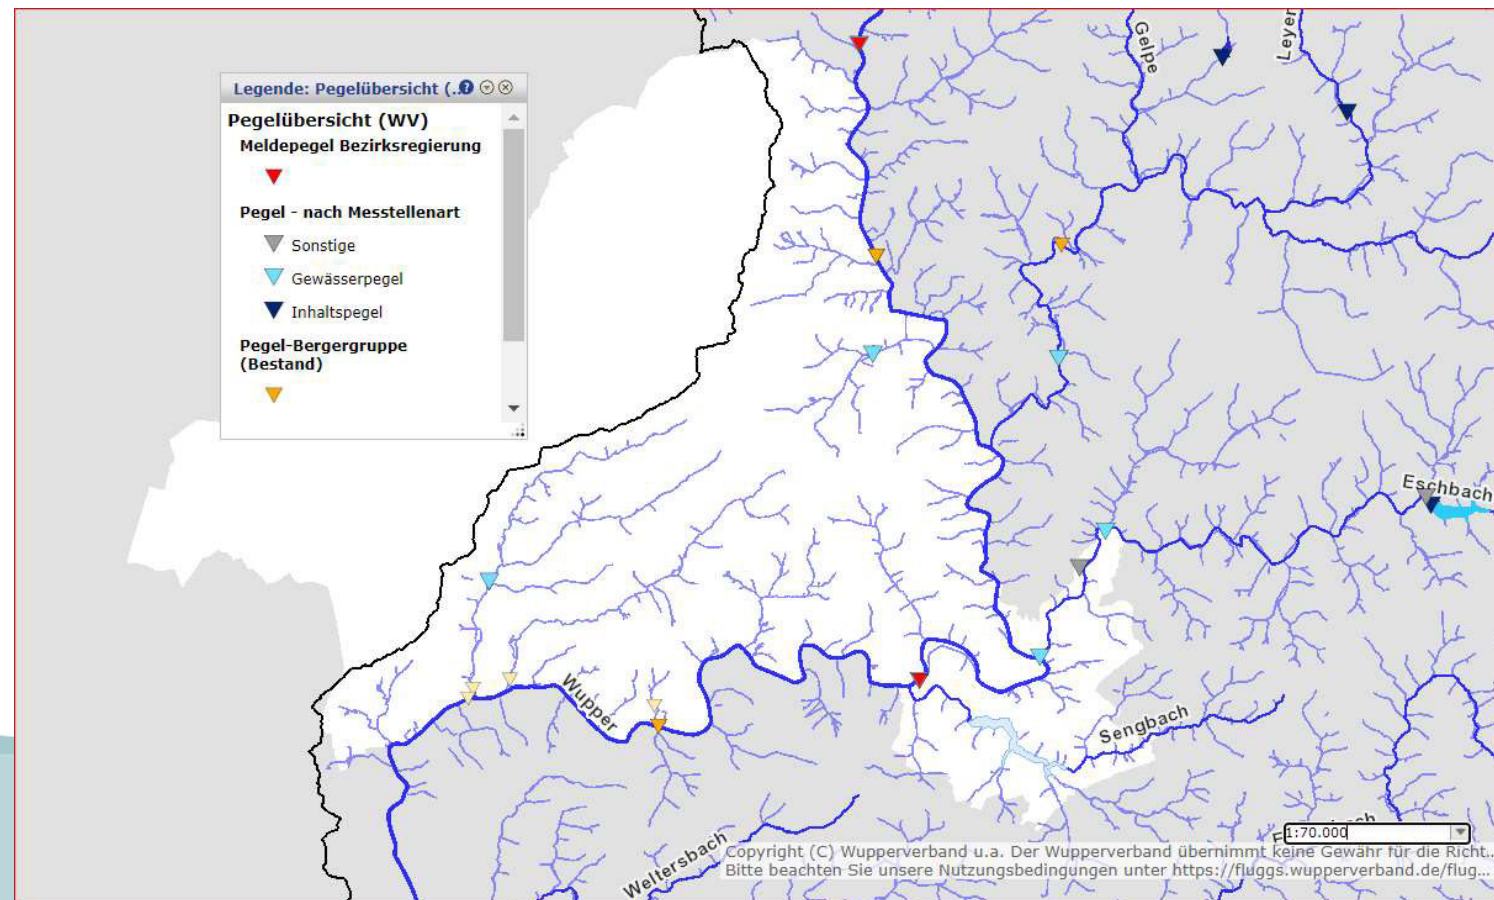 Legende: Pegelübersicht (..
Pegelübersicht (WV)
Meldepegel Bezirksregierung
Pegel - nach Messtellenart
Sonstige
Gewässerpegel
Inhaltspegel
Pegel-Bergergruppe
(Bestand)
Gelpe
Leyer
Eschbach
Wupper
Sengbach
Weltersbach
1:70.000
Copyright (C) Wupperverband u.a. Der Wupperverband übernimmt keine Gewähr für die Richt...
Bitte beachten Sie unsere Nutzungsbedingungen unter https://fluggs.wupperverband.de/flug...